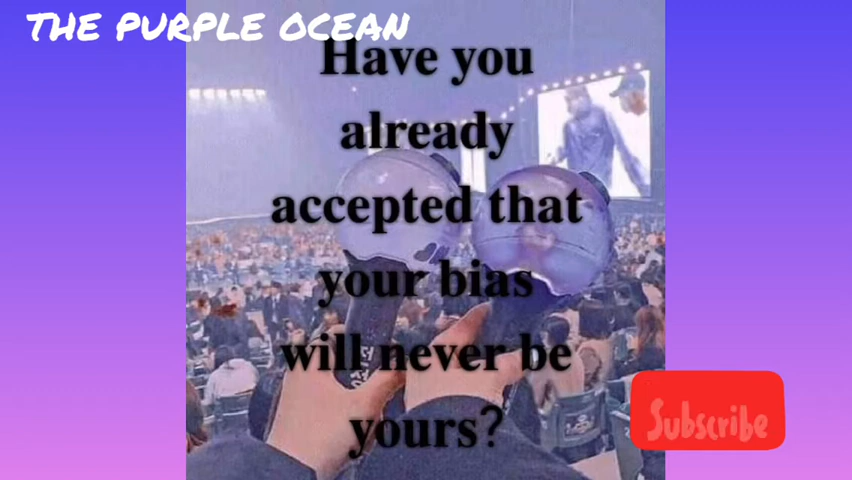 THE PURPLE OCEAN
Have you
already
accepted that
your bias
will never be
yours?
Subscribe